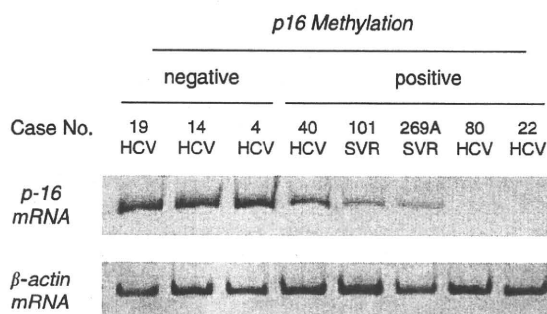 p16 Methylation
negative positive
Case No. 19 14 4 40 101 269A 80 22
HCV HCV HCV HCV SVR SVR HCV HCV
p-16
mRNA
β-actin
mRNA